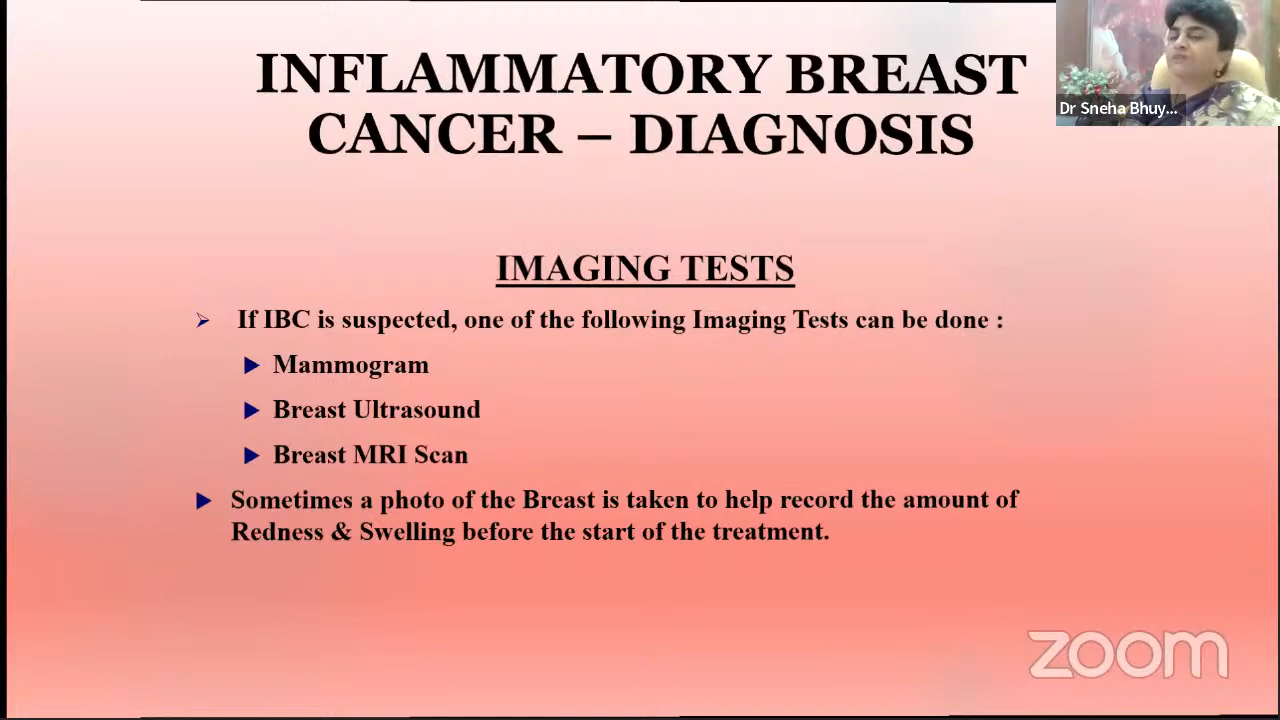 INFLAMMATORY BREAST
CANCER – DIAGNOSIS
Dr Sneha Bhuy...
IMAGING TESTS
If IBC is suspected, one of the following Imaging Tests can be done :
Mammogram
Breast Ultrasound
Breast MRI Scan
Sometimes a photo of the Breast is taken to help record the amount of
Redness & Swelling before the start of the treatment.
zoom